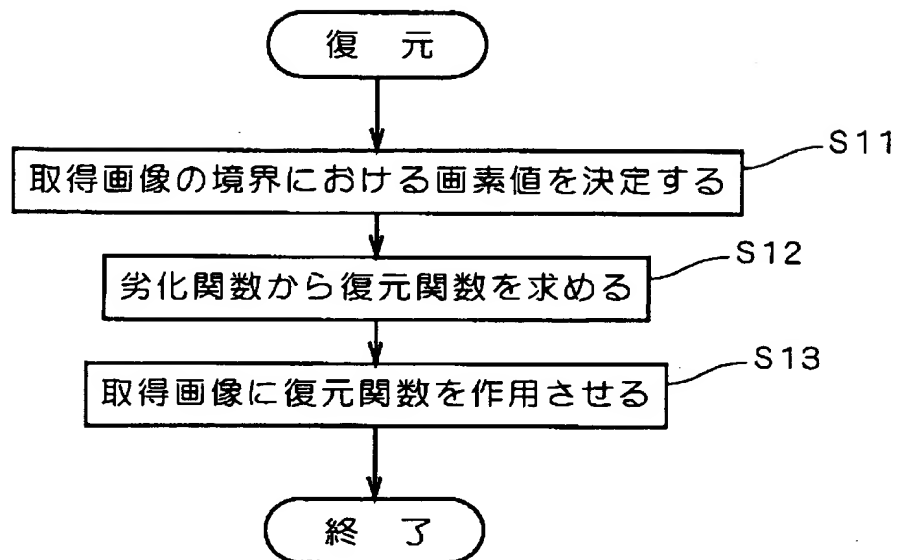 復 元
S11
取得画像の境界における画素値を決定する
S12
劣化関数から復元関数を求める
S13
取得画像に復元関数を作用させる
終 了